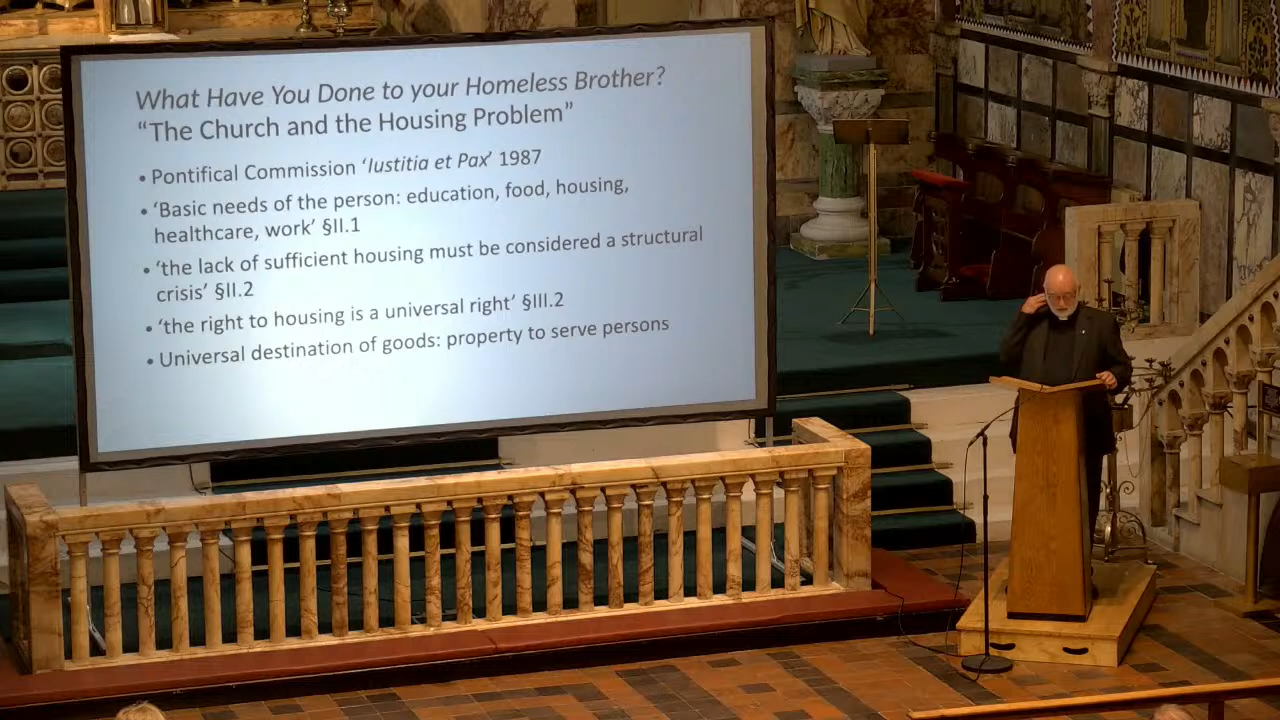 What Have You Done to your Homeless Brother?
“The Church and the Housing Problem”
• Pontifical Commission ‘Iustitia et Pax’ 1987
• ‘Basic needs of the person: education, food, housing,
healthcare, work’ §II.1
• ‘the lack of sufficient housing must be considered a structural
crisis’ §II.2
• ‘the right to housing is a universal right’ §III.2
• Universal destination of goods: property to serve persons